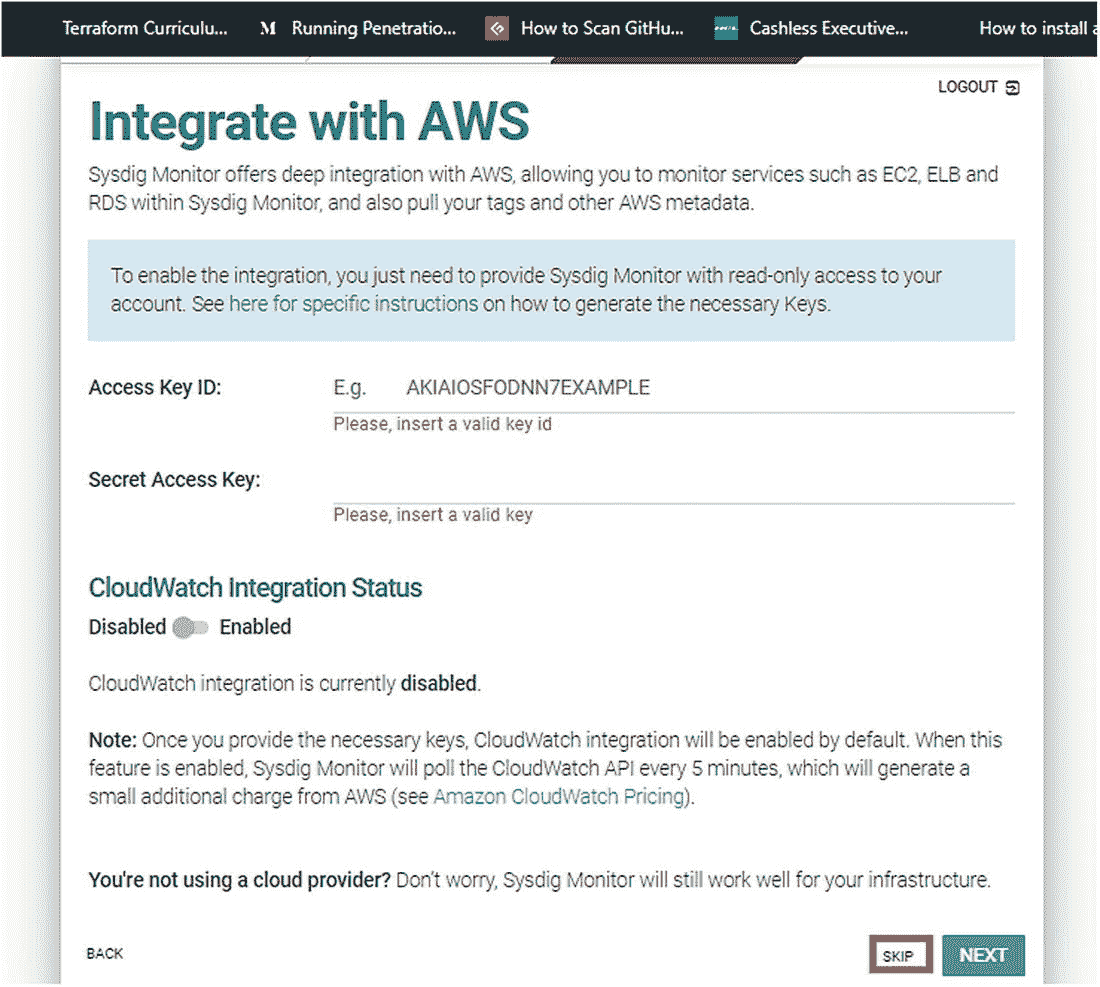 Terraform Curriculu... M Running Penetratio... How to Scan GitHu... Cashless Executive... How to install a
LOGOUT
Integrate with AWS
Sysdig Monitor offers deep integration with AWS, allowing you to monitor services such as EC2, ELB and
RDS within Sysdig Monitor, and also pull your tags and other AWS metadata.
To enable the integration, you just need to provide Sysdig Monitor with read-only access to your
account. See here for specific instructions on how to generate the necessary Keys.
Access Key ID: E.g. AKIAIOSFODNN7EXAMPLE
Please, insert a valid key id
Secret Access Key:
Please, insert a valid key
CloudWatch Integration Status
Disabled Enabled
CloudWatch integration is currently disabled.
Note: Once you provide the necessary keys, CloudWatch integration will be enabled by default. When this
feature is enabled, Sysdig Monitor will poll the CloudWatch API every 5 minutes, which will generate a
small additional charge from AWS (see Amazon CloudWatch Pricing).
You're not using a cloud provider? Don't worry, Sysdig Monitor will still work well for your infrastructure.
BACK SKIP NEXT